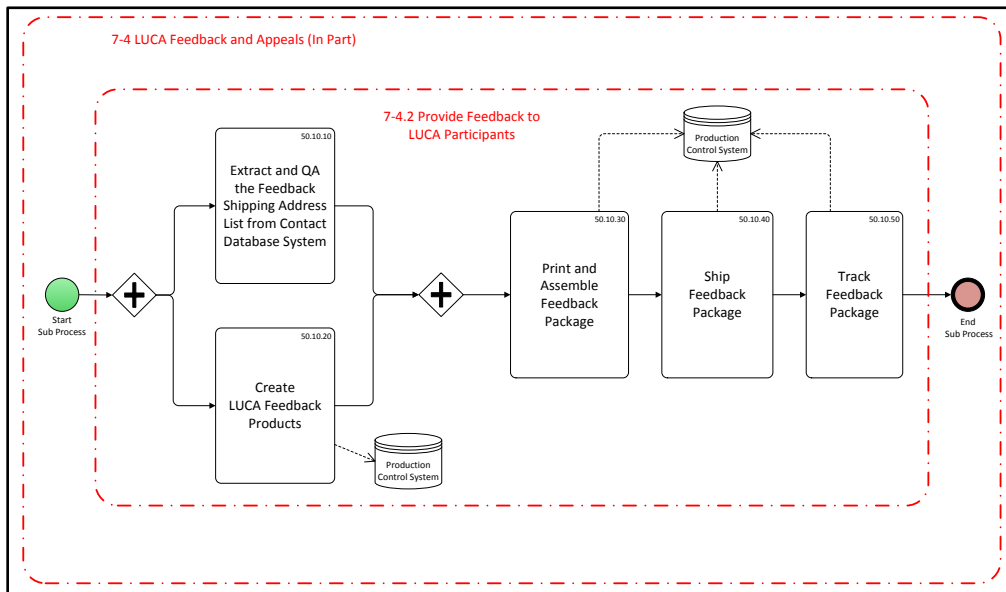 7-4 LUCA Feedback and Appeals (In Part)
7-4.2 Provide Feedback to
LUCA Participants
Production
Control System
50.10.10
Extract and QA
the Feedback
Shipping Address
List from Contact
Database System
50.10.30
Print and
Assemble
Feedback
Package
50.10.40
Ship
Feedback
Package
50.10.50
Track
Feedback
Package
Start
Sub Process
End
Sub Process
50.10.20
Create
LUCA Feedback
Products
Production
Control System